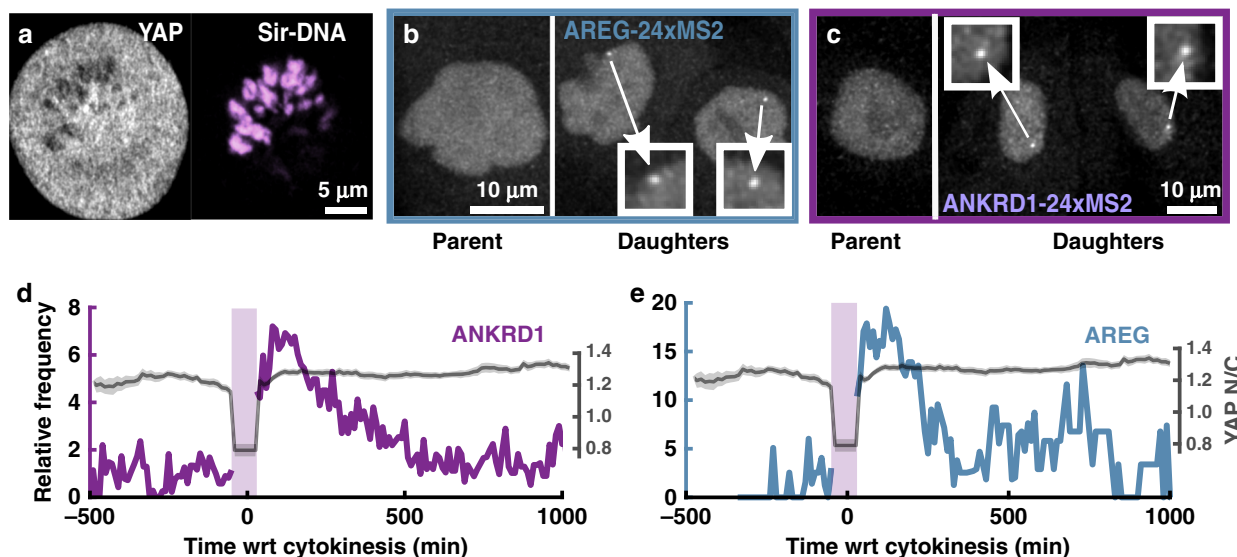 a YAP Sir-DNA
5 μm
b AREG-24xMS2
10 μm
Parent Daughters
c
ANKRD1-24xMS2 10 μm
Parent Daughters
d
Relative frequency
8
6
4
2
0
ANKRD1
1.4
1.2
1.0
0.8
–500 0 500 1000
Time wrt cytokinesis (min)
e
20
15
10
5
0
AREG
1.4
1.2
1.0
0.8
YAP N/C
–500 0 500 1000
Time wrt cytokinesis (min)